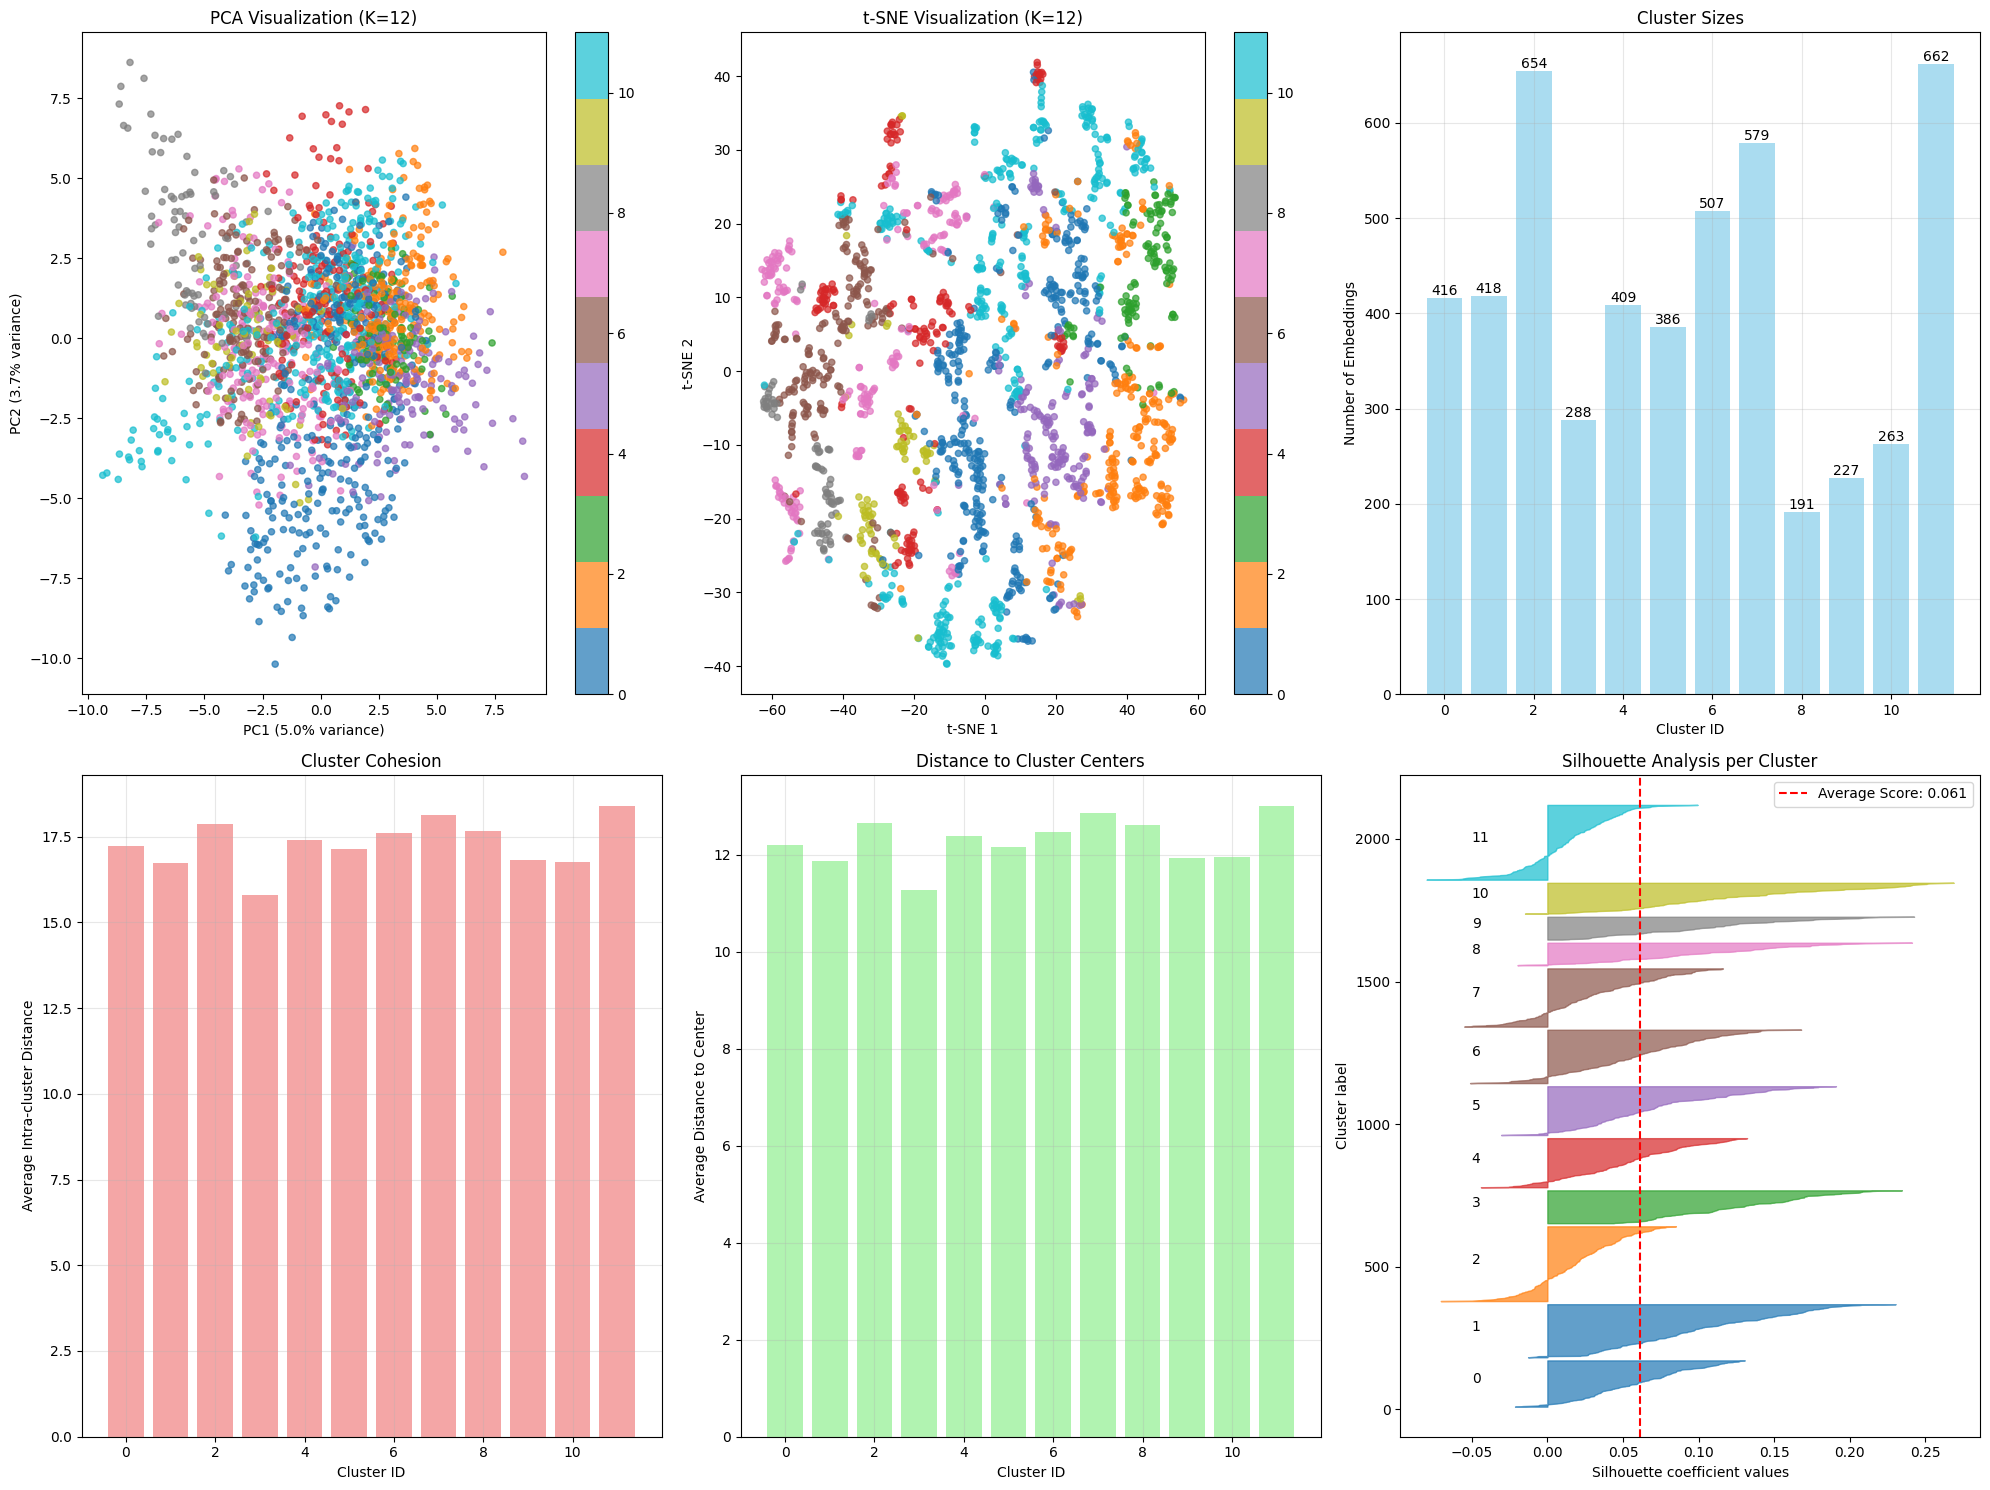 PCA Visualization (K=12)
7.5
5.0
2.5
0.0
−2.5
−5.0
−7.5
−10.0
PC2 (3.7% variance)
−10.0 −7.5 −5.0 −2.5 0.0 2.5 5.0 7.5
PC1 (5.0% variance)
10
8
6
4
2
0
t-SNE Visualization (K=12)
40
30
20
10
0
−10
−20
−30
−40
t-SNE 2
−60 −40 −20 0 20 40 60
t-SNE 1
10
8
6
4
2
0
Cluster Sizes
600
500
400
300
200
100
0
Number of Embeddings
416 418 654 288 409 386 507 579 191 227 263 662
0 2 4 6 8 10
Cluster ID
Cluster Cohesion
17.5
15.0
12.5
10.0
7.5
5.0
2.5
0.0
Average Intra-cluster Distance
0 2 4 6 8 10
Cluster ID
Distance to Cluster Centers
12
10
8
6
4
2
0
Average Distance to Center
0 2 4 6 8 10
Cluster ID
Silhouette Analysis per Cluster
Average Score: 0.061
2000
1500
1000
500
0
Cluster label
11
10
9
8
7
6
5
4
3
2
1
0
−0.05 0.00 0.05 0.10 0.15 0.20 0.25
Silhouette coefficient values